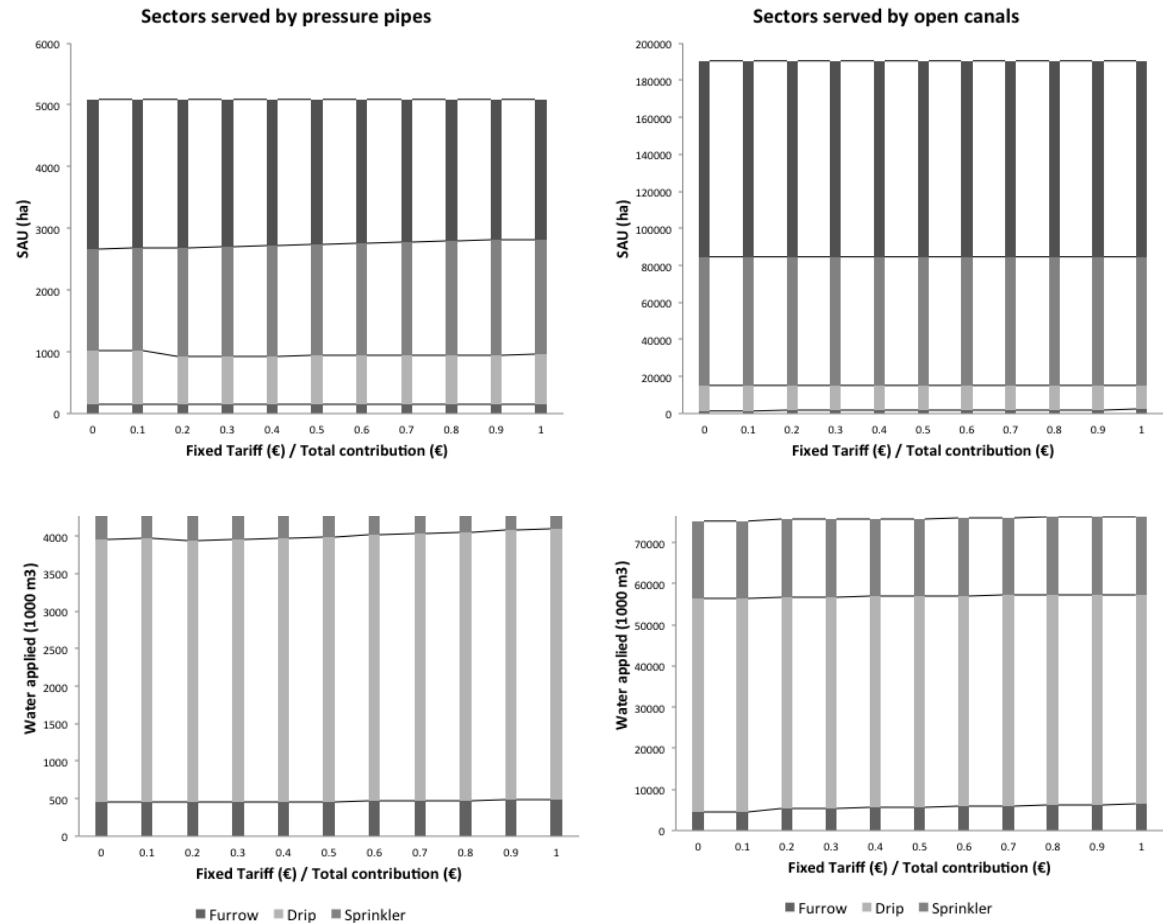 Sectors served by pressure pipes
6000
5000
4000
3000
2000
1000
0
SAU (ha)
0 0.1 0.2 0.3 0.4 0.5 0.6 0.7 0.8 0.9 1
Fixed Tariff (€) / Total contribution (€)
Sectors served by open canals
200000
180000
160000
140000
120000
100000
80000
60000
40000
20000
0
SAU (ha)
0 0.1 0.2 0.3 0.4 0.5 0.6 0.7 0.8 0.9 1
Fixed Tariff (€) / Total contribution (€)
4000
3500
3000
2500
2000
1500
1000
500
0
Water applied (1000 m3)
0 0.1 0.2 0.3 0.4 0.5 0.6 0.7 0.8 0.9 1
Fixed Tariff (€) / Total contribution (€)
Furrow Drip Sprinkler
70000
60000
50000
40000
30000
20000
10000
0
Water applied (1000 m3)
0 0.1 0.2 0.3 0.4 0.5 0.6 0.7 0.8 0.9 1
Fixed Tariff (€) / Total contribution (€)
Furrow Drip Sprinkler